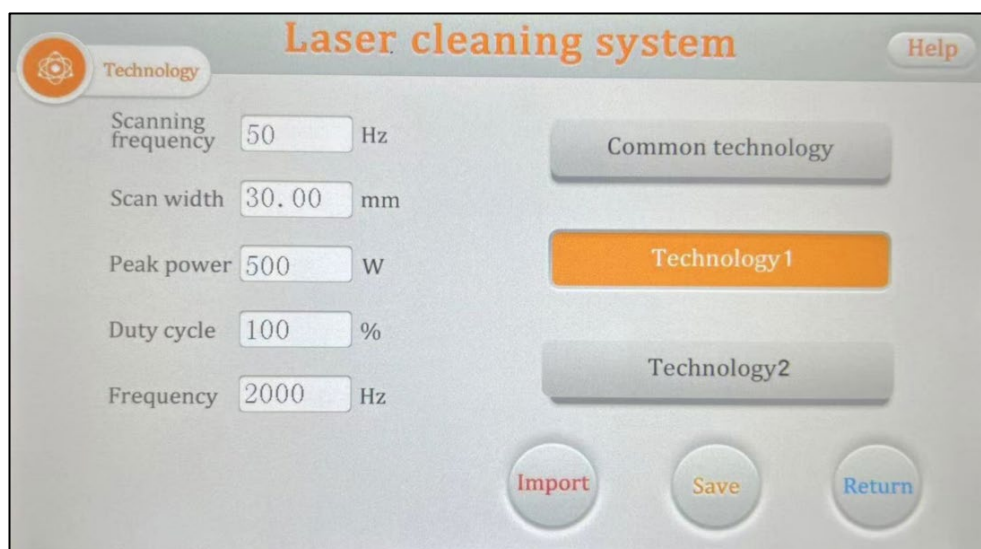 Laser cleaning system
Help
Technology
Scanning frequency 50 Hz
Scan width 30.00 mm
Peak power 500 W
Duty cycle 100 %
Frequency 2000 Hz
Common technology
Technology1
Technology2
Import
Save
Return